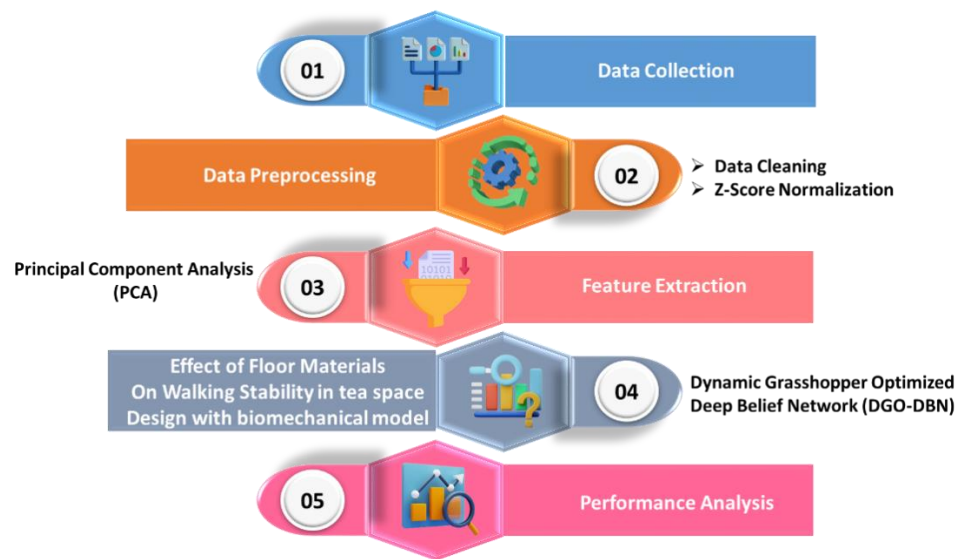 01
Data Collection
Data Preprocessing
02
➢ Data Cleaning
➢ Z-Score Normalization
Principal Component Analysis
(PCA)
03
10101
01010
Feature Extraction
Effect of Floor Materials
On Walking Stability in tea space
Design with biomechanical model
04
Dynamic Grasshopper Optimized
Deep Belief Network (DGO-DBN)
05
Performance Analysis